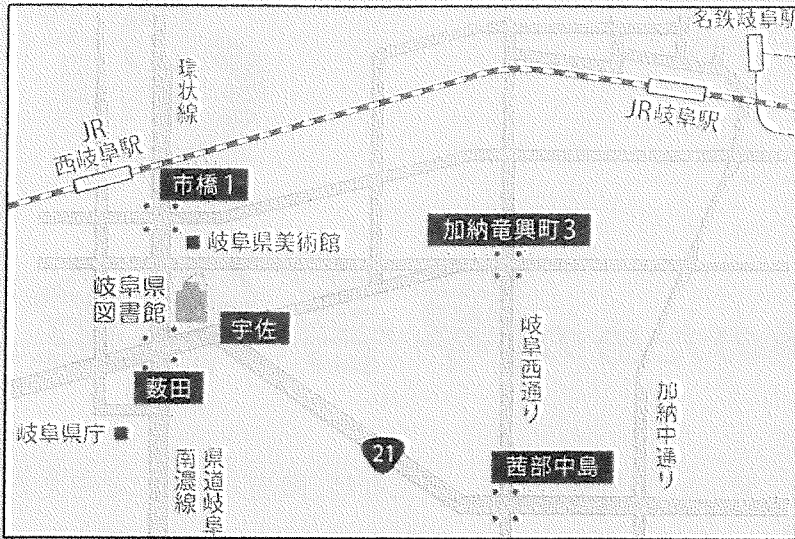 名鉄岐阜駅
環状線
JR岐阜駅
JR
西岐阜駅
市橋1
岐阜県美術館
加納竜興町3
岐阜県
図書館
宇佐
岐阜西通り
薮田
加納中通り
岐阜県庁
県道岐阜
南濃線
21
茜部中島